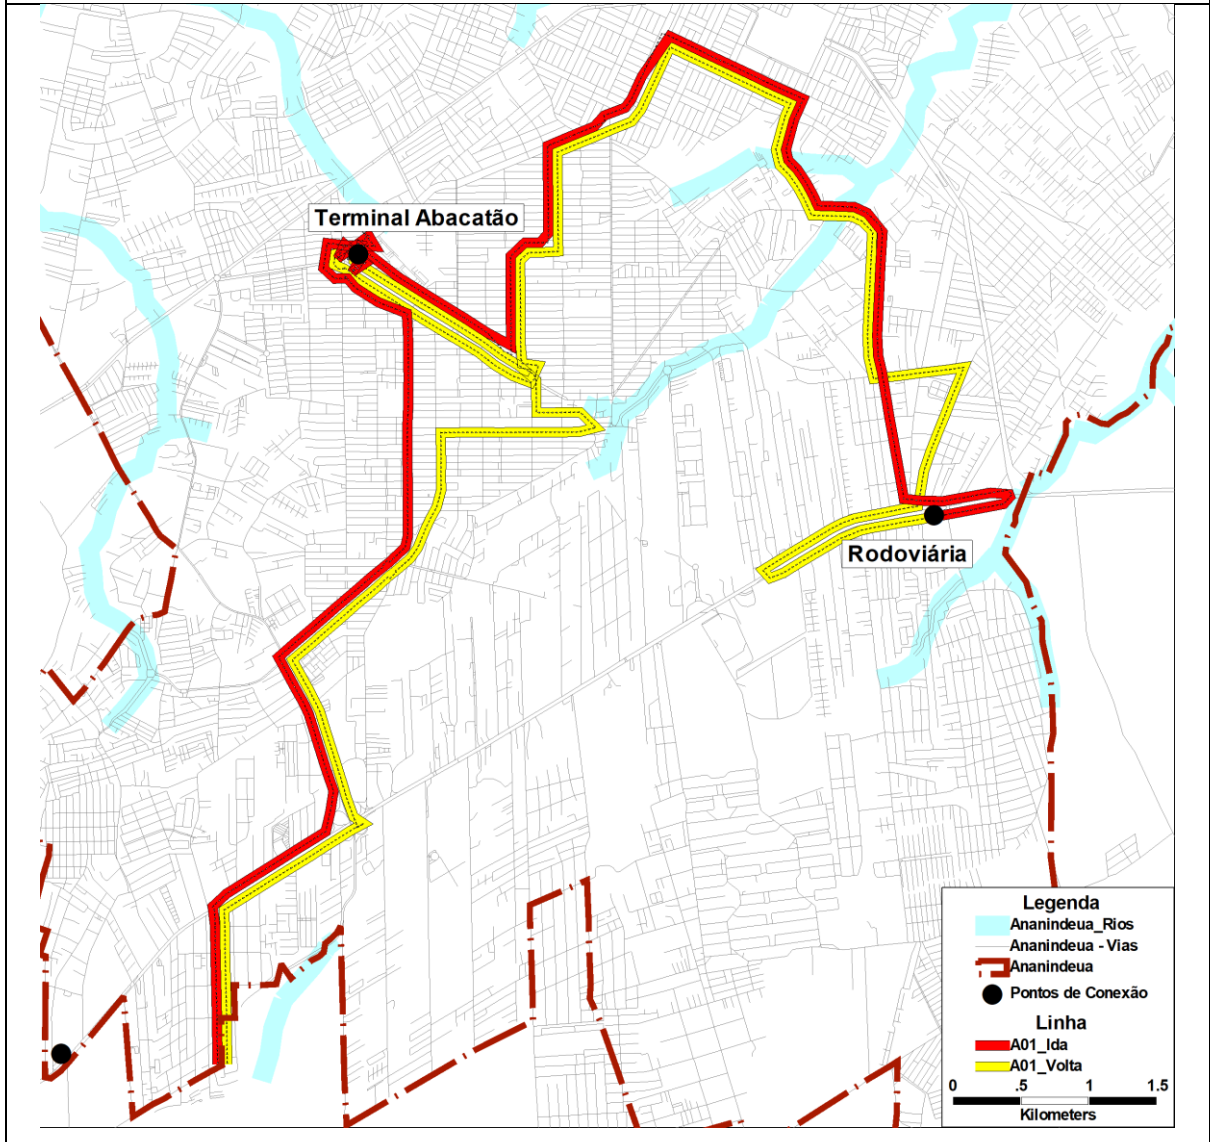 Terminal Abacatão
Rodoviária
Legenda
Ananindeua_Rios
Ananindeua - Vias
Ananindeua
Pontos de Conexão
Linha
A01_Ida
A01_Volta
0 .5 1 1.5
Kilometers